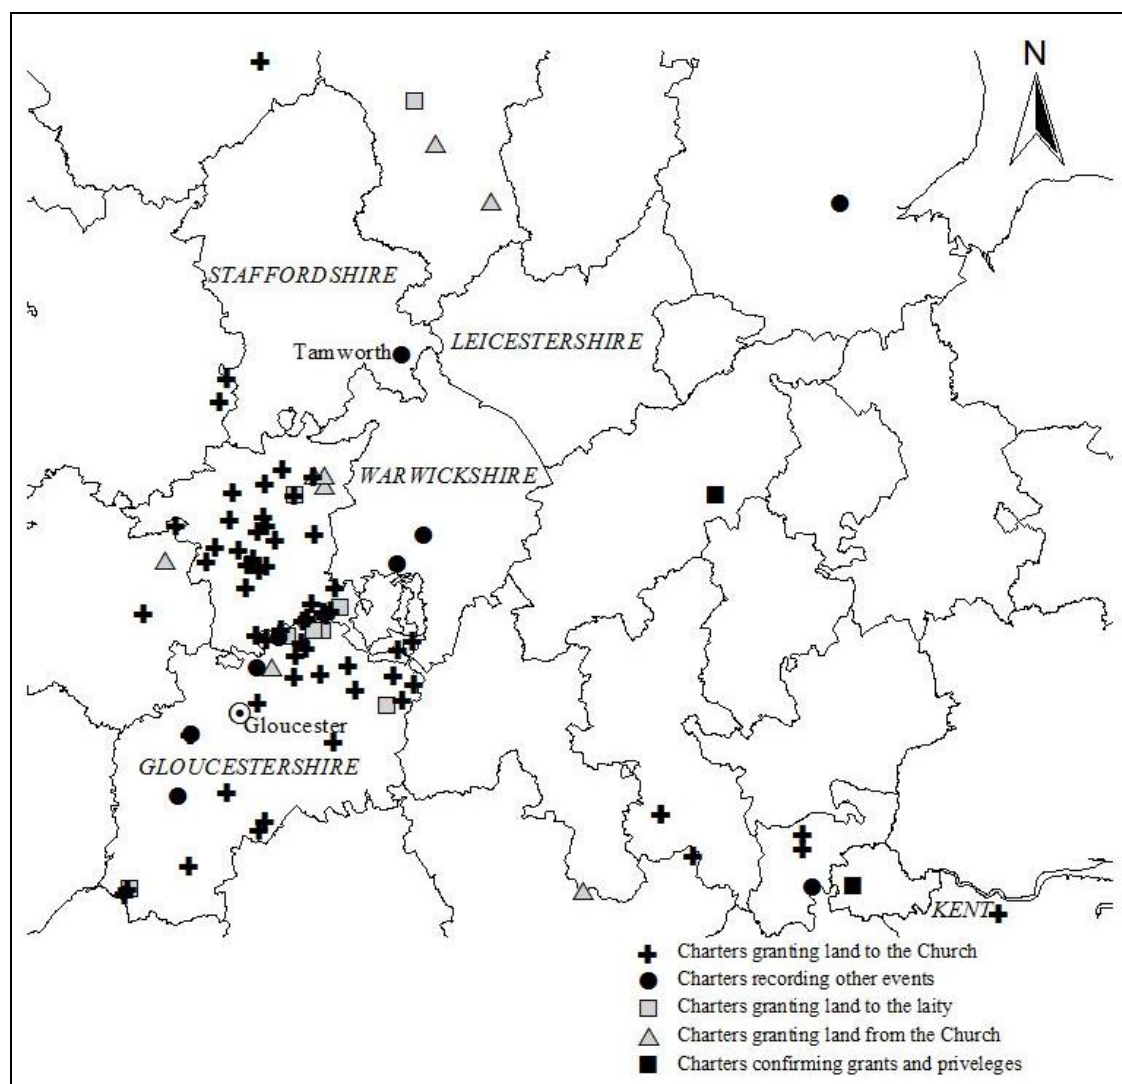 N
STAFFORDSHIRE
LEICESTERSHIRE
Tamworth
WARWICKSHIRE
Gloucester
GLOUCESTERSHIRE
KENT
Charters granting land to the Church
Charters recording other events
Charters granting land to the laity
Charters granting land from the Church
Charters confirming grants and priveleges